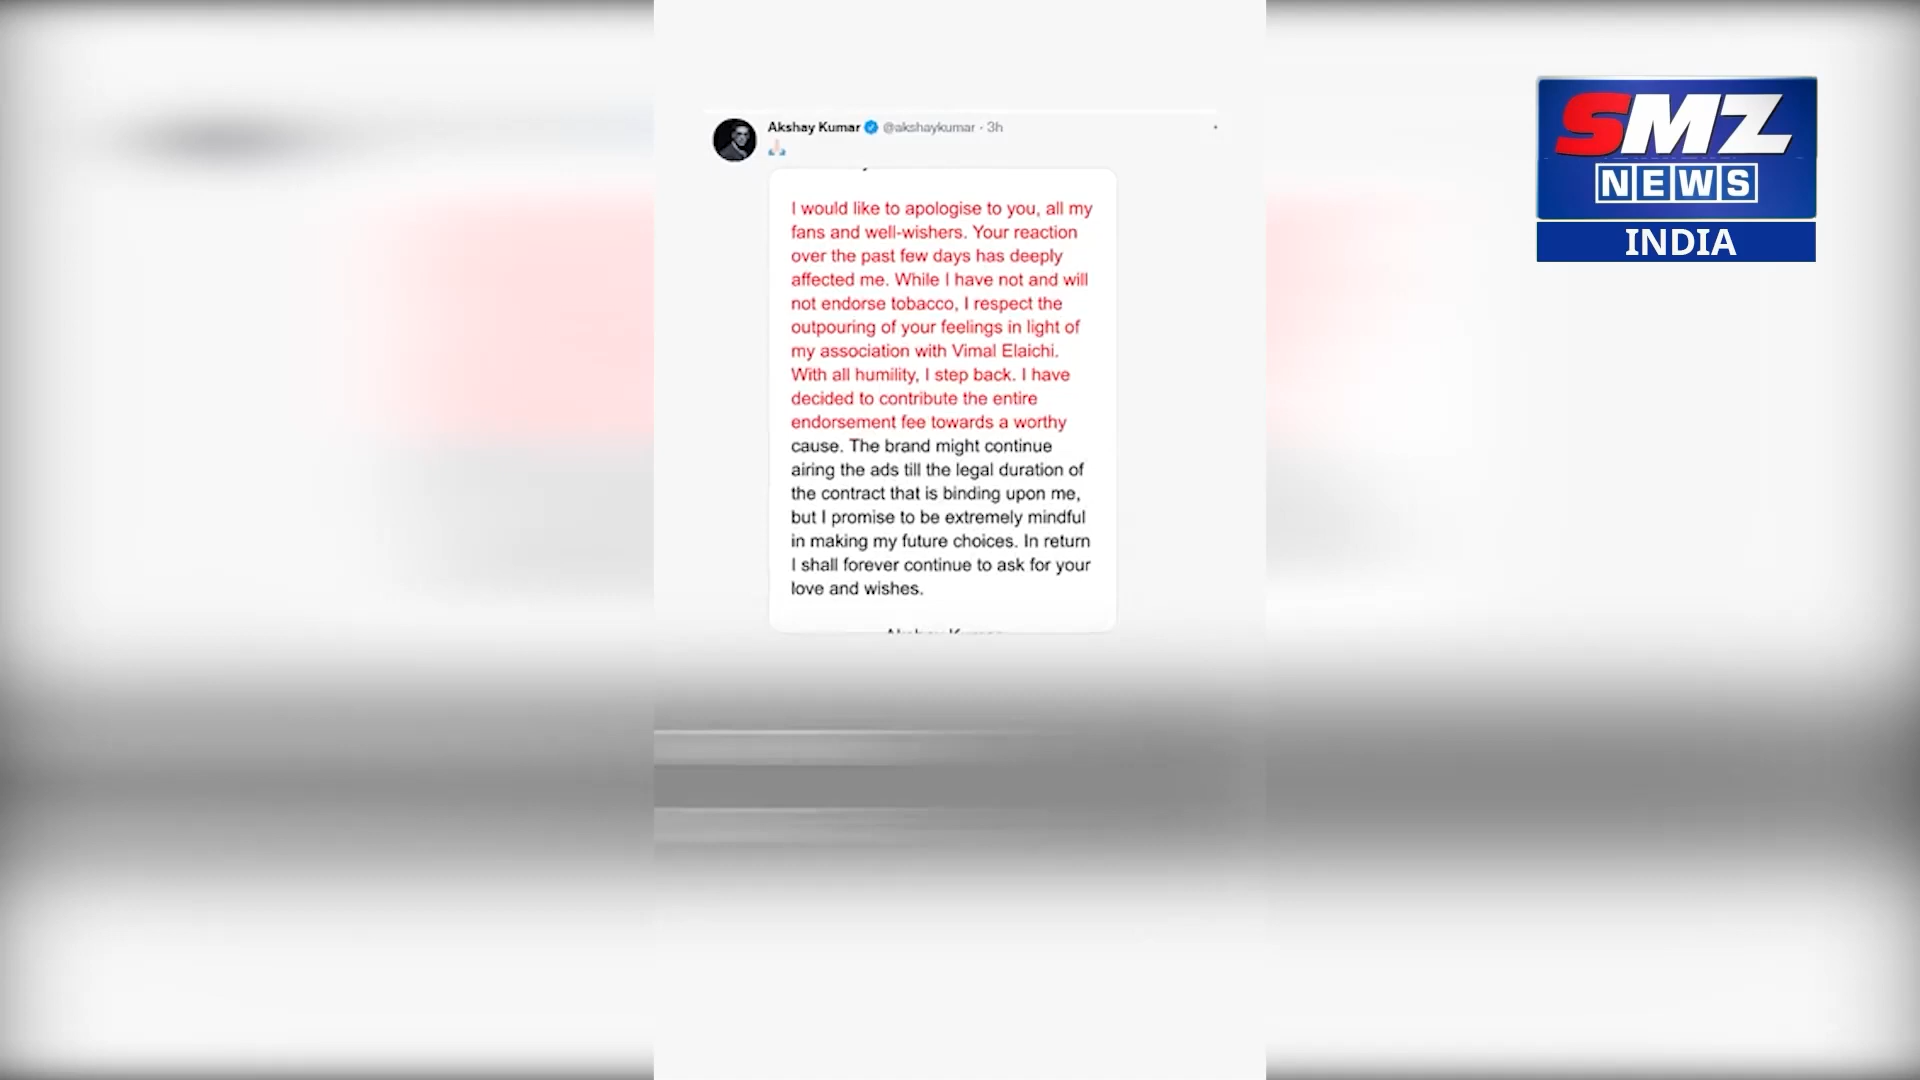 Akshay Kumar @akshaykumar · 3h
I would like to apologise to you, all my
fans and well-wishers. Your reaction
over the past few days has deeply
affected me. While I have not and will
not endorse tobacco, I respect the
outpouring of your feelings in light of
my association with Vimal Elaichi.
With all humility, I step back. I have
decided to contribute the entire
endorsement fee towards a worthy
cause. The brand might continue
airing the ads till the legal duration of
the contract that is binding upon me,
but I promise to be extremely mindful
in making my future choices. In return
I shall forever continue to ask for your
love and wishes.
Akshay Kumar
SMZ
NEWS
INDIA